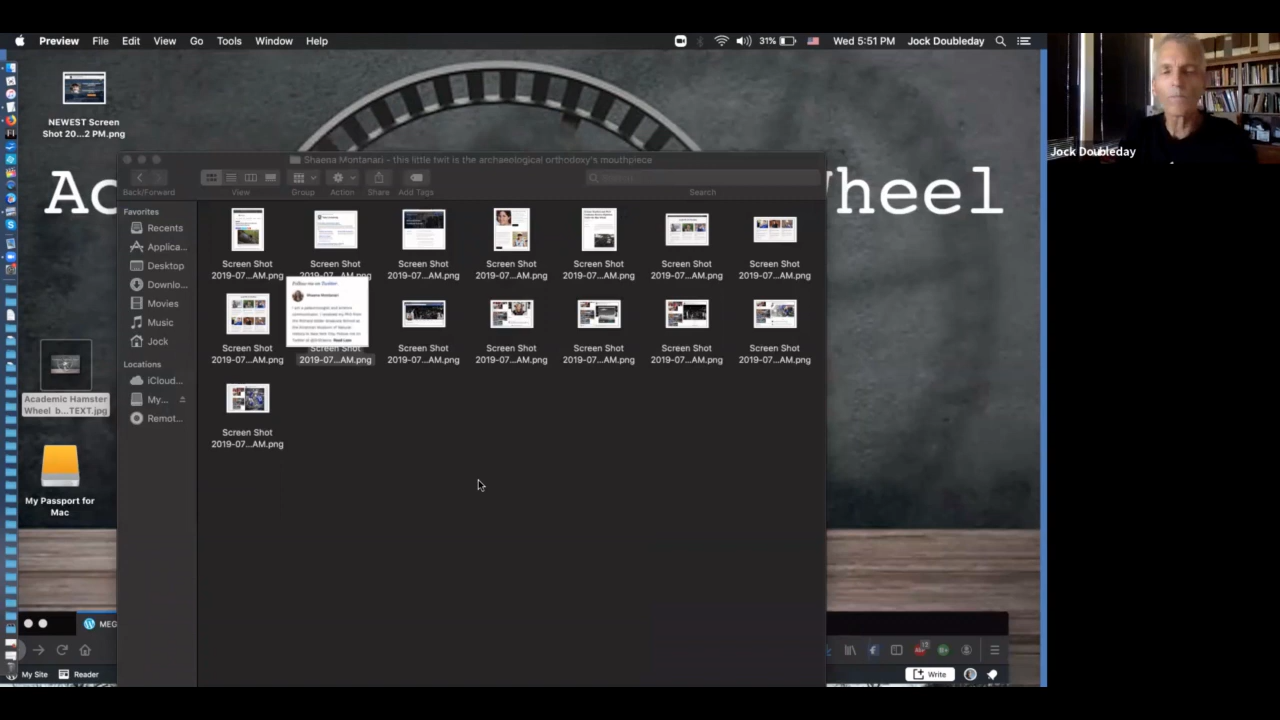 Preview File Edit View Go Tools Window Help 31% Wed 5:51 PM Jock Doubleday
NEWEST Screen
Shot 20...2 PM.png
Ac heel
Shaena Montanari - this little twit is the archaeological orthodoxy's mouthpiece
Back/Forward View Group Action Share Add Tags Search
Favorites
Recents
Applica...
Desktop
Downlo...
Movies
Music
Jock
Locations
iCloud...
My...
Remot...
Screen Shot Screen Shot Screen Shot Screen Shot Screen Shot Screen Shot Screen Shot
2019-07...AM.png 2019-07...AM.png 2019-07...AM.png 2019-07...AM.png 2019-07...AM.png 2019-07...AM.png 2019-07...AM.png
Follow me on Twitter.
Shaena Montanari
Screen Shot Screen Shot Screen Shot Screen Shot Screen Shot Screen Shot Screen Shot
2019-07...AM.png 2019-07...AM.png 2019-07...AM.png 2019-07...AM.png 2019-07...AM.png 2019-07...AM.png 2019-07...AM.png
Screen Shot
2019-07...AM.png
Academic Hamster
Wheel b...TEXT.jpg
My Passport for
Mac
MEG
My Site Reader Write
Jock Doubleday